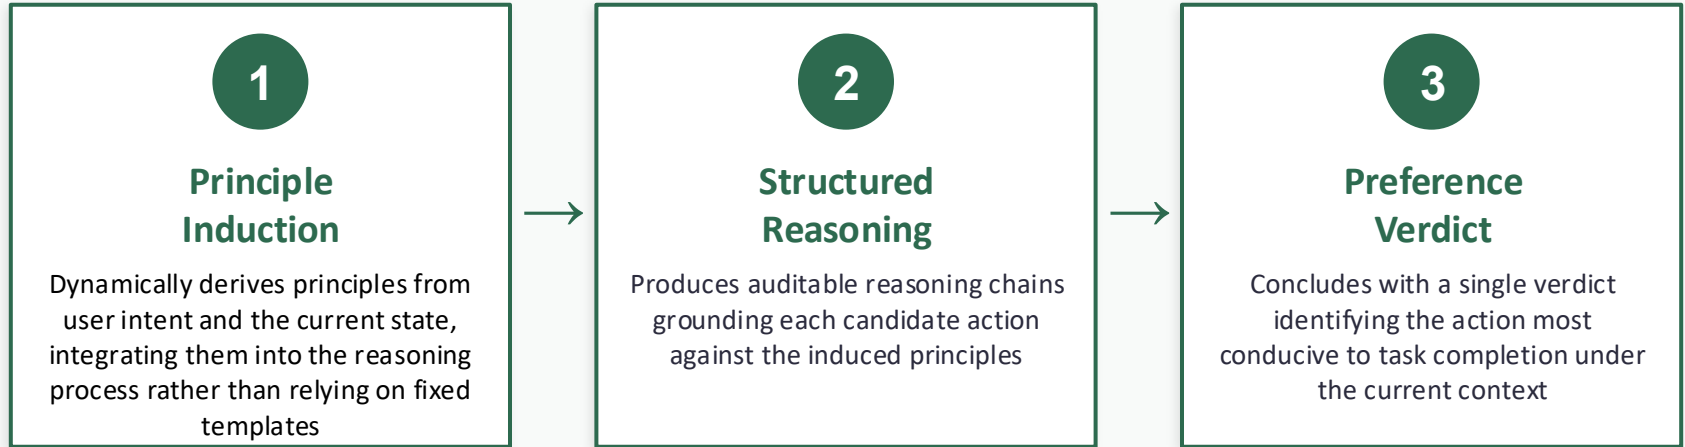 1
Principle
Induction
Dynamically derives principles from
user intent and the current state,
integrating them into the reasoning
process rather than relying on fixed
templates
→
2
Structured
Reasoning
Produces auditable reasoning chains
grounding each candidate action
against the induced principles
→
3
Preference
Verdict
Concludes with a single verdict
identifying the action most
conducive to task completion under
the current context